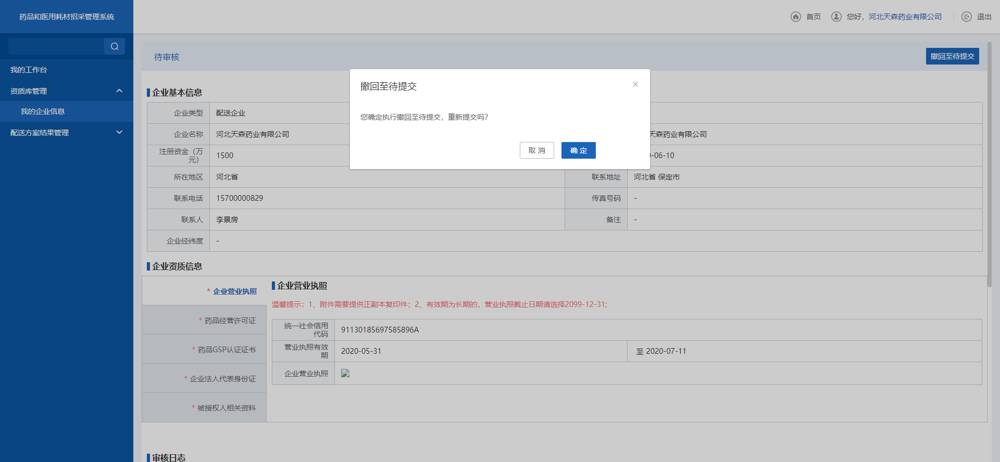 药品和医用耗材招采管理系统
首页
您好，河北天森药业有限公司
退出
我的工作台
资质库管理
我的企业信息
配送方案结果管理
待审核
撤回至待提交
撤回至待提交
您确定执行撤回至待提交，重新提交吗？
取 消
确 定
企业基本信息
企业类型 配送企业
企业名称 河北天森药业有限公司 天森药业有限公司
注册资金（万
元） 1500 -06-10
所在地区 河北省 联系地址 河北省 保定市
联系电话 15700000829 传真号码 -
联系人 李景房 备注 -
企业经纬度 -
企业资质信息
* 企业营业执照
* 药品经营许可证
* 药品GSP认证证书
* 企业法人代表身份证
* 被授权人相关资料
企业营业执照
温馨提示：1、附件需要提供正副本复印件；2、有效期为长期的，营业执照截止日期请选择2099-12-31;
统一社会信用
代码 91130185697585896A
营业执照有效
期 2020-05-31 至 2020-07-11
企业营业执照
审核日志